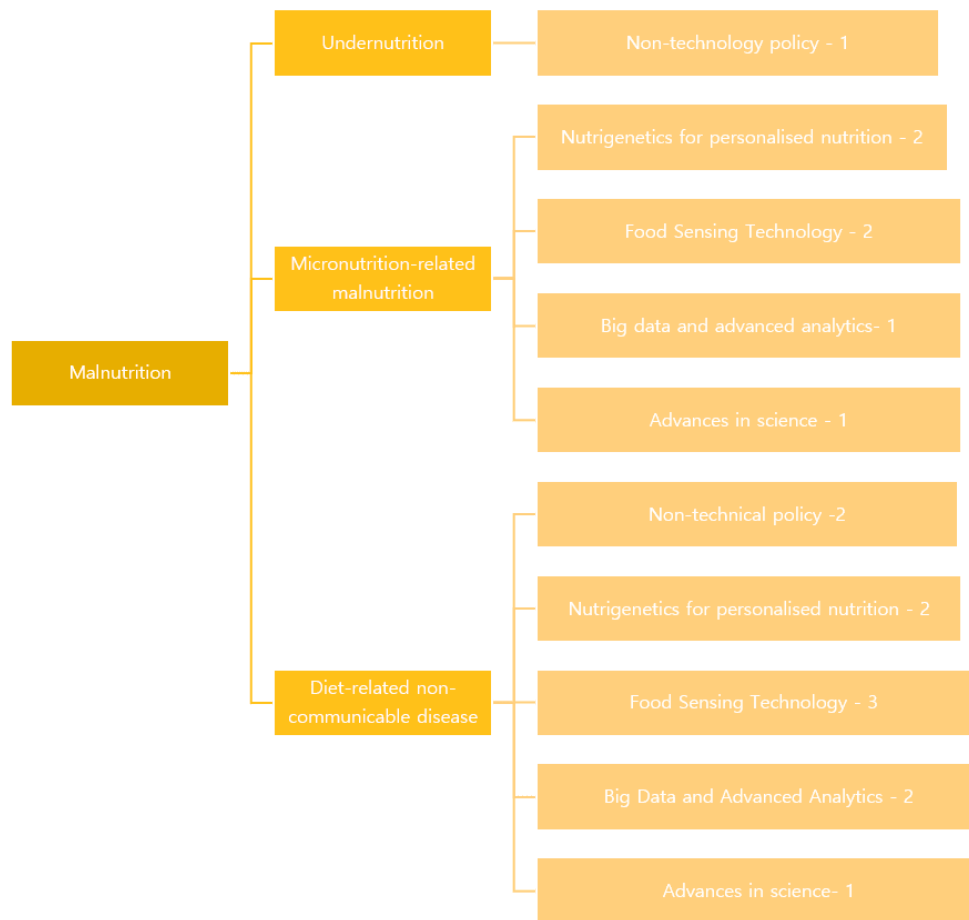 Undernutrition
Non-technology policy - 1
Nutrigenetics for personalised nutrition - 2
Food Sensing Technology - 2
Micronutrition-related
malnutrition
Big data and advanced analytics- 1
Malnutrition
Advances in science - 1
Non-technical policy -2
Nutrigenetics for personalised nutrition - 2
Diet-related non-
communicable disease
Food Sensing Technology - 3
Big Data and Advanced Analytics - 2
Advances in science- 1